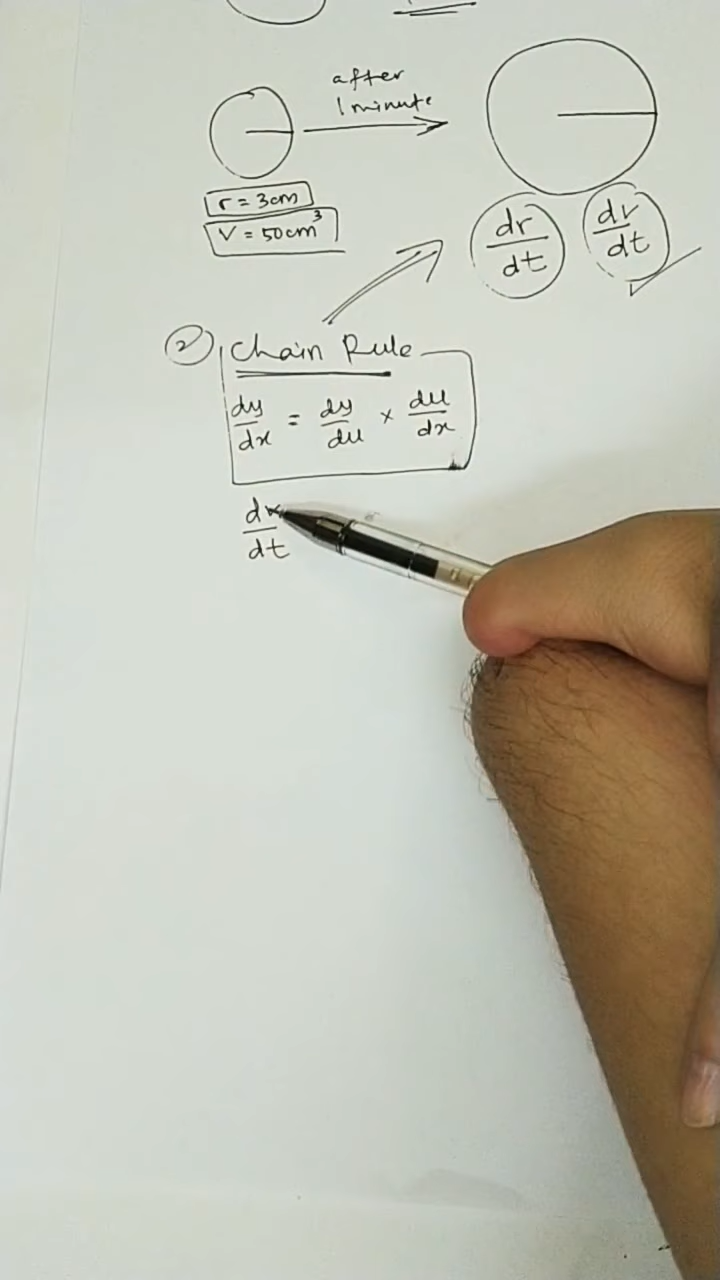 after
1 minute
r = 3cm
V = 50cm³
dr/dt dv/dt
② Chain Rule
dy/dx = dy/du × du/dx
/dt